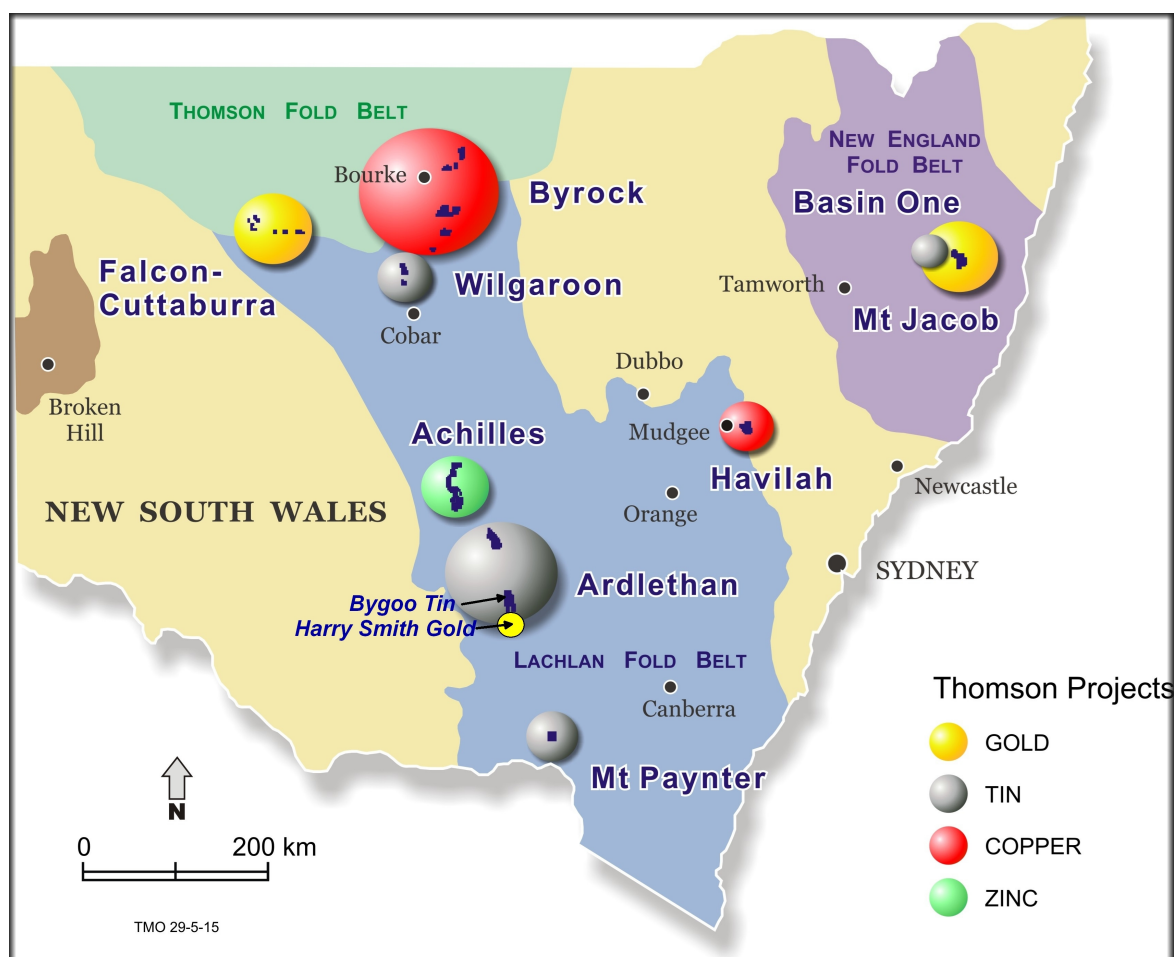 THOMSON FOLD BELT
NEW ENGLAND
FOLD BELT
Bourke
Byrock
Basin One
Falcon-
Cuttaburra
Wilgaroon
Tamworth
Mt Jacob
Cobar
Dubbo
Broken
Hill
Achilles
Mudgee
Havilah
Newcastle
NEW SOUTH WALES
Orange
SYDNEY
Ardlethan
Bygoo Tin
Harry Smith Gold
LACHLAN FOLD BELT
Canberra
Mt Paynter
Thomson Projects
GOLD
TIN
COPPER
ZINC
N
0 200 km
TMO 29-5-15